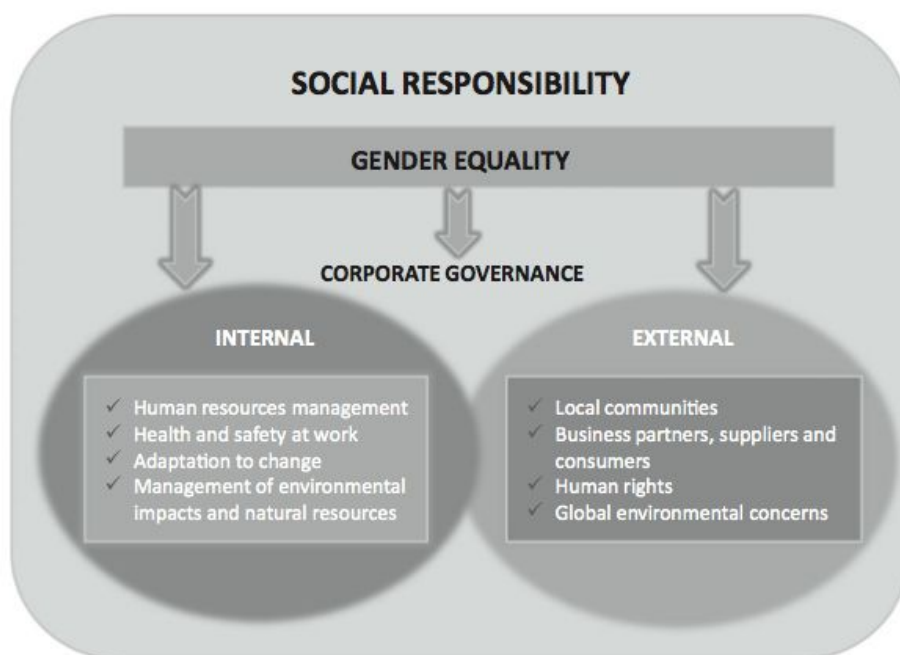 SOCIAL RESPONSIBILITY
GENDER EQUALITY
CORPORATE GOVERNANCE
INTERNAL
✓ Human resources management
✓ Health and safety at work
✓ Adaptation to change
✓ Management of environmental
impacts and natural resources
EXTERNAL
✓ Local communities
✓ Business partners, suppliers and
consumers
✓ Human rights
✓ Global environmental concerns